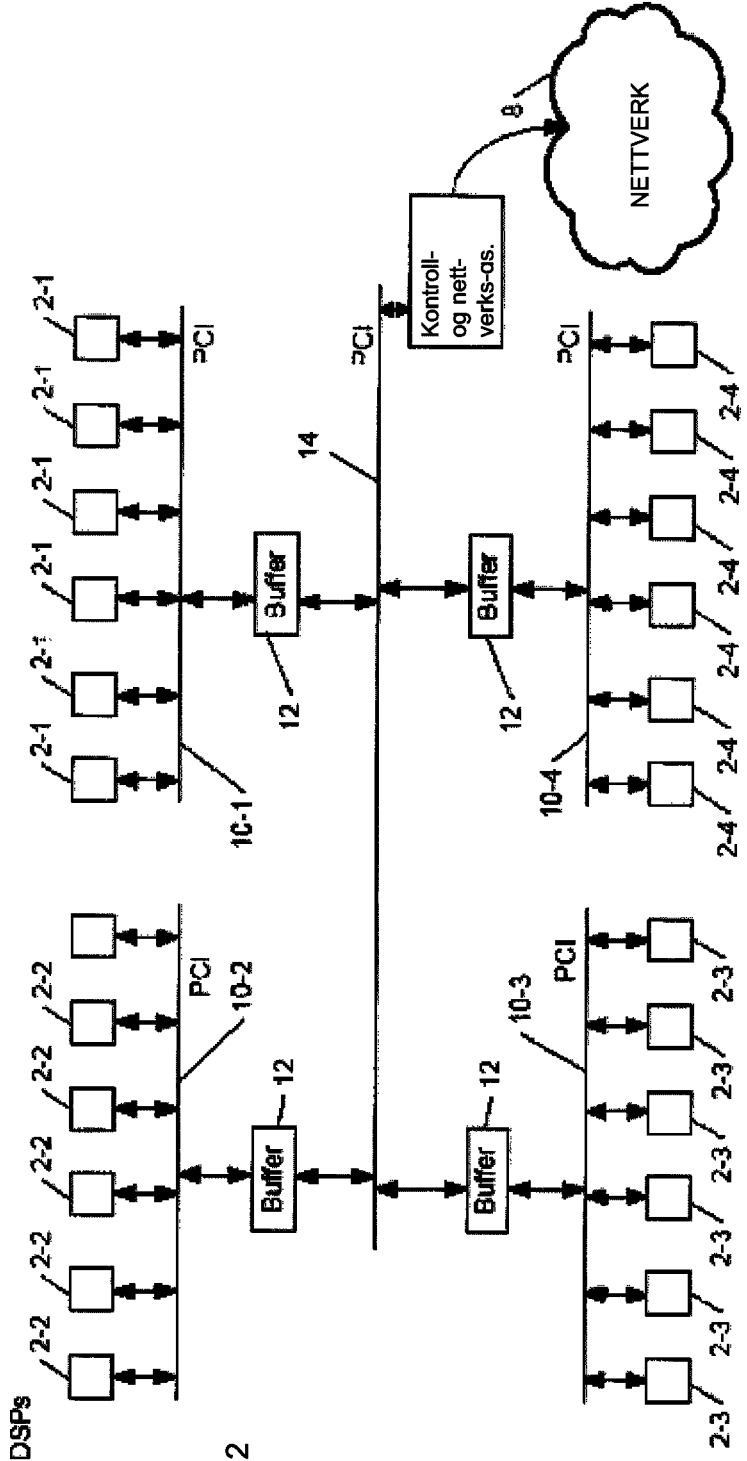 DSPs
2-2 2-2 2-2 2-2 2-2 2-1 2-1 2-1 2-1 2-1 2-1
PCI PCI
10-2 10-1
2
Buffer 12 Buffer 12
14
PCI
Kontroll-
og nett-
verks-as.
8
NETTVERK
Buffer 12 Buffer 12
10-3 10-4
PCI PCI
2-3 2-3 2-3 2-3 2-3 2-3 2-4 2-4 2-4 2-4 2-4 2-4